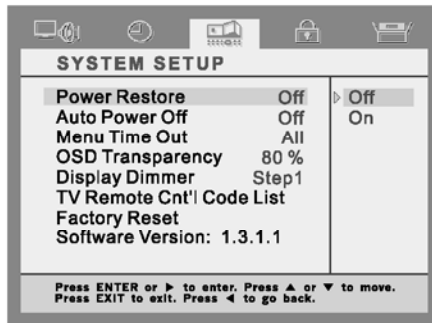 SYSTEM SETUP
Power Restore Off ▷ Off
Auto Power Off Off On
Menu Time Out All
OSD Transparency 80 %
Display Dimmer Step1
TV Remote Cnt'l Code List
Factory Reset
Software Version: 1.3.1.1
Press ENTER or ▶ to enter. Press ▲ or ▼ to move.
Press EXIT to exit. Press ◀ to go back.